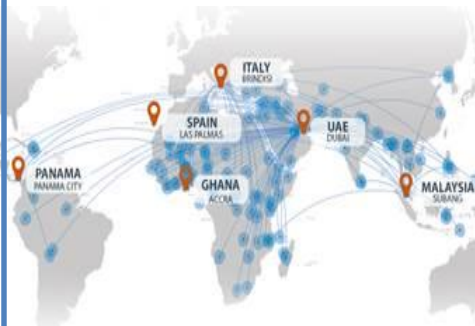 ITALY
BRINDISI
SPAIN
LAS PALMAS
UAE
DUBAI
PANAMA
PANAMA CITY
GHANA
ACCRA
MALAYSIA
SUBANG